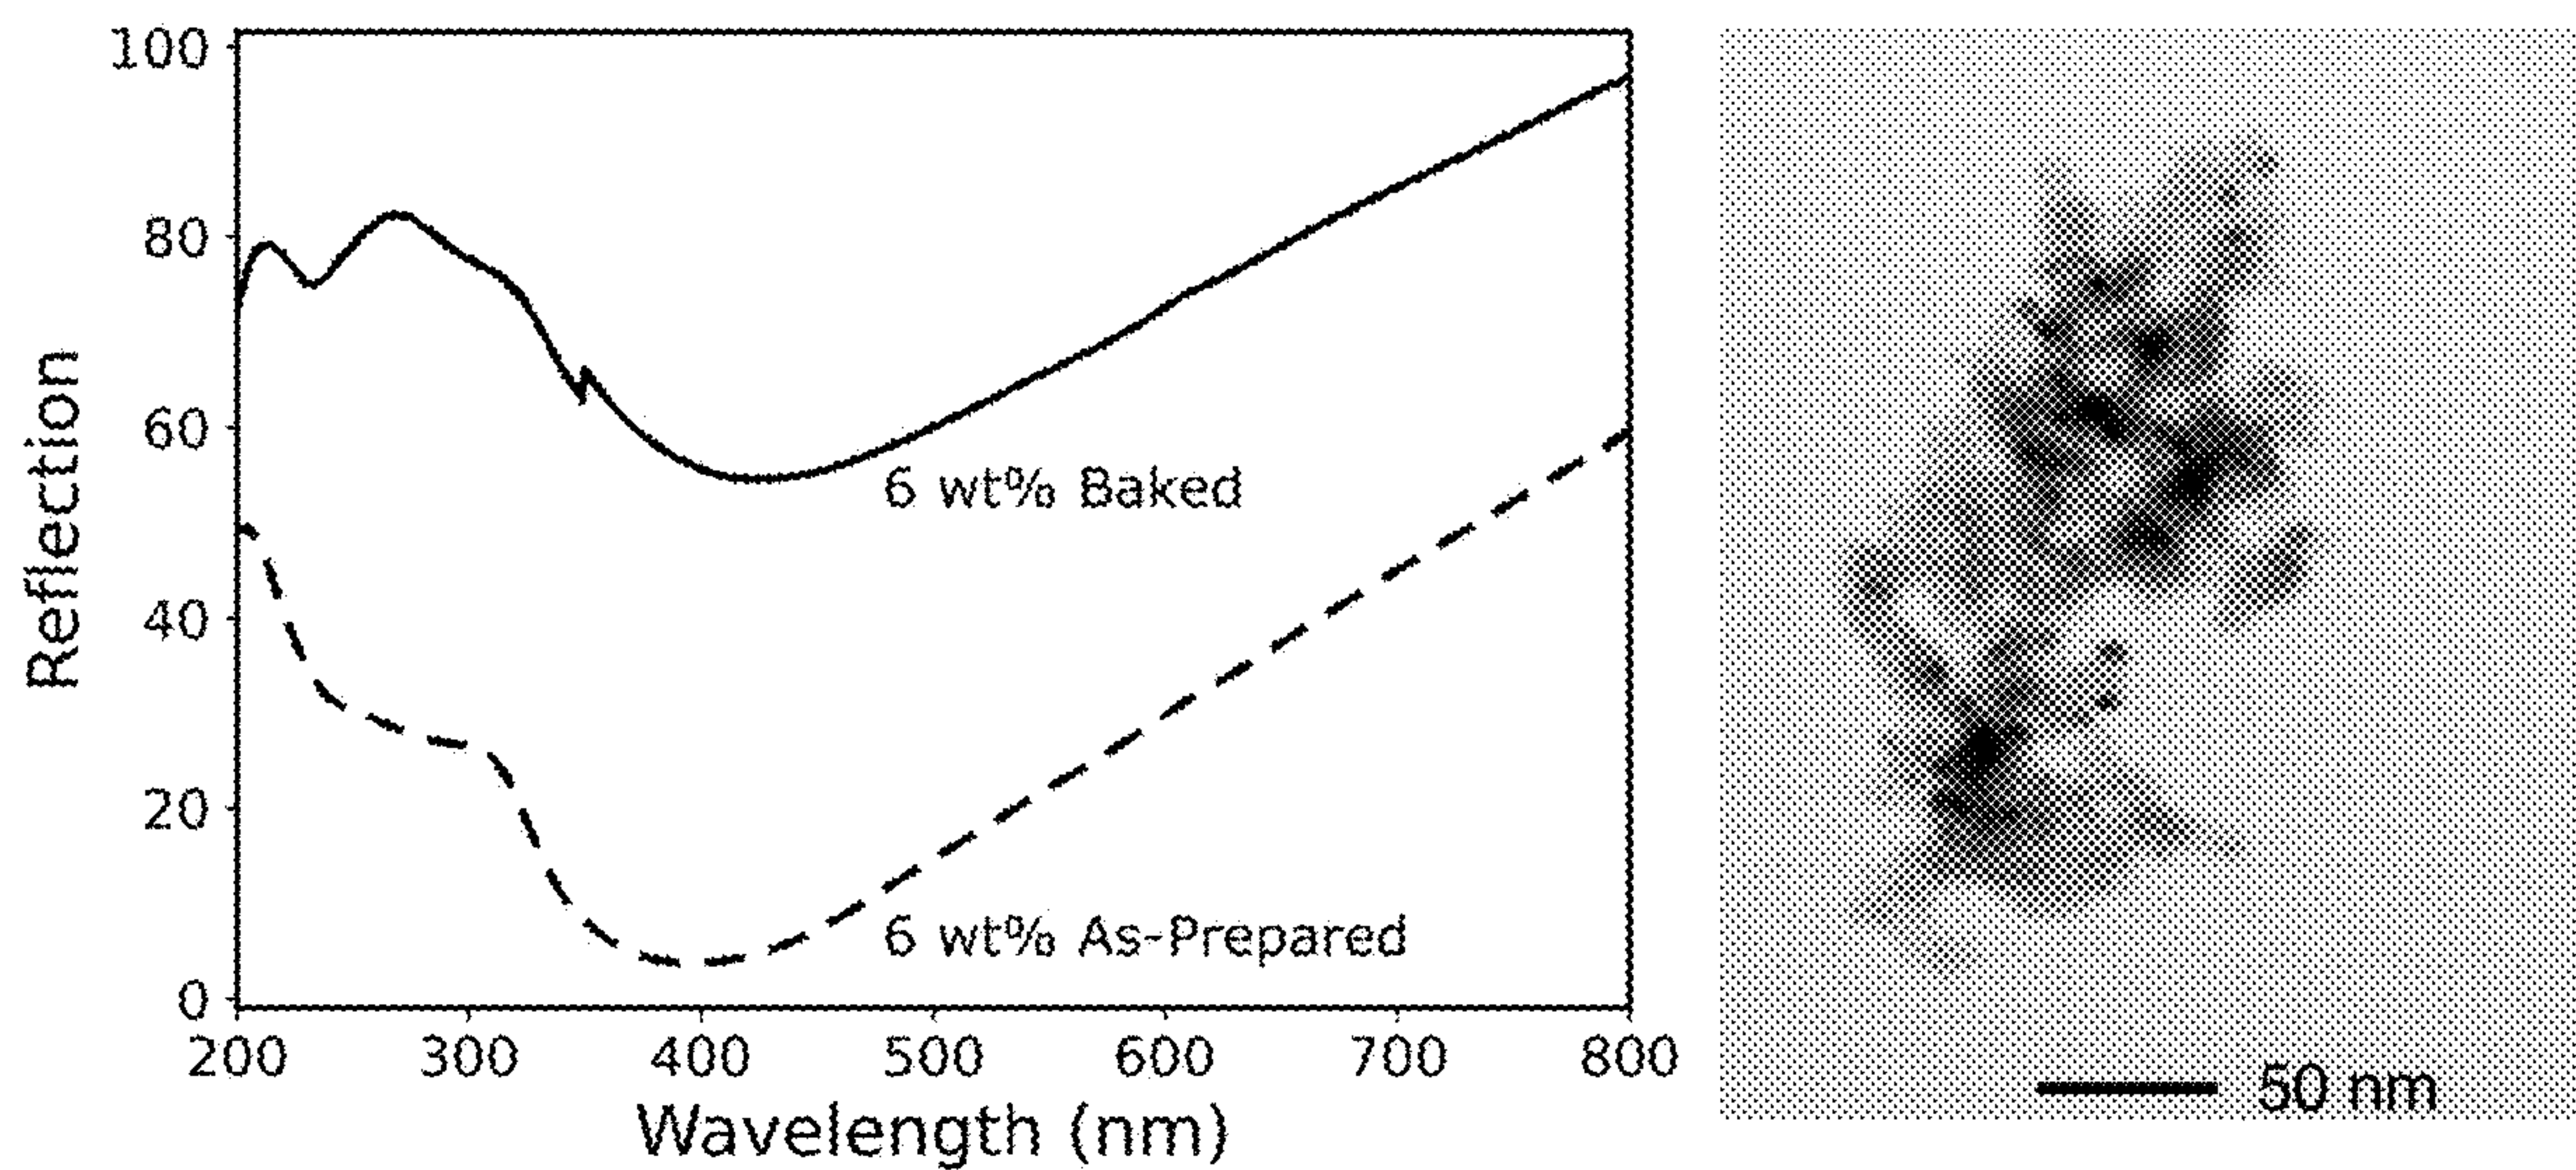 Reflection
100
80
60
40
20
0
6 wt% Baked
6 wt% As-Prepared
200 300 400 500 600 700 800
Wavelength (nm)
50 nm